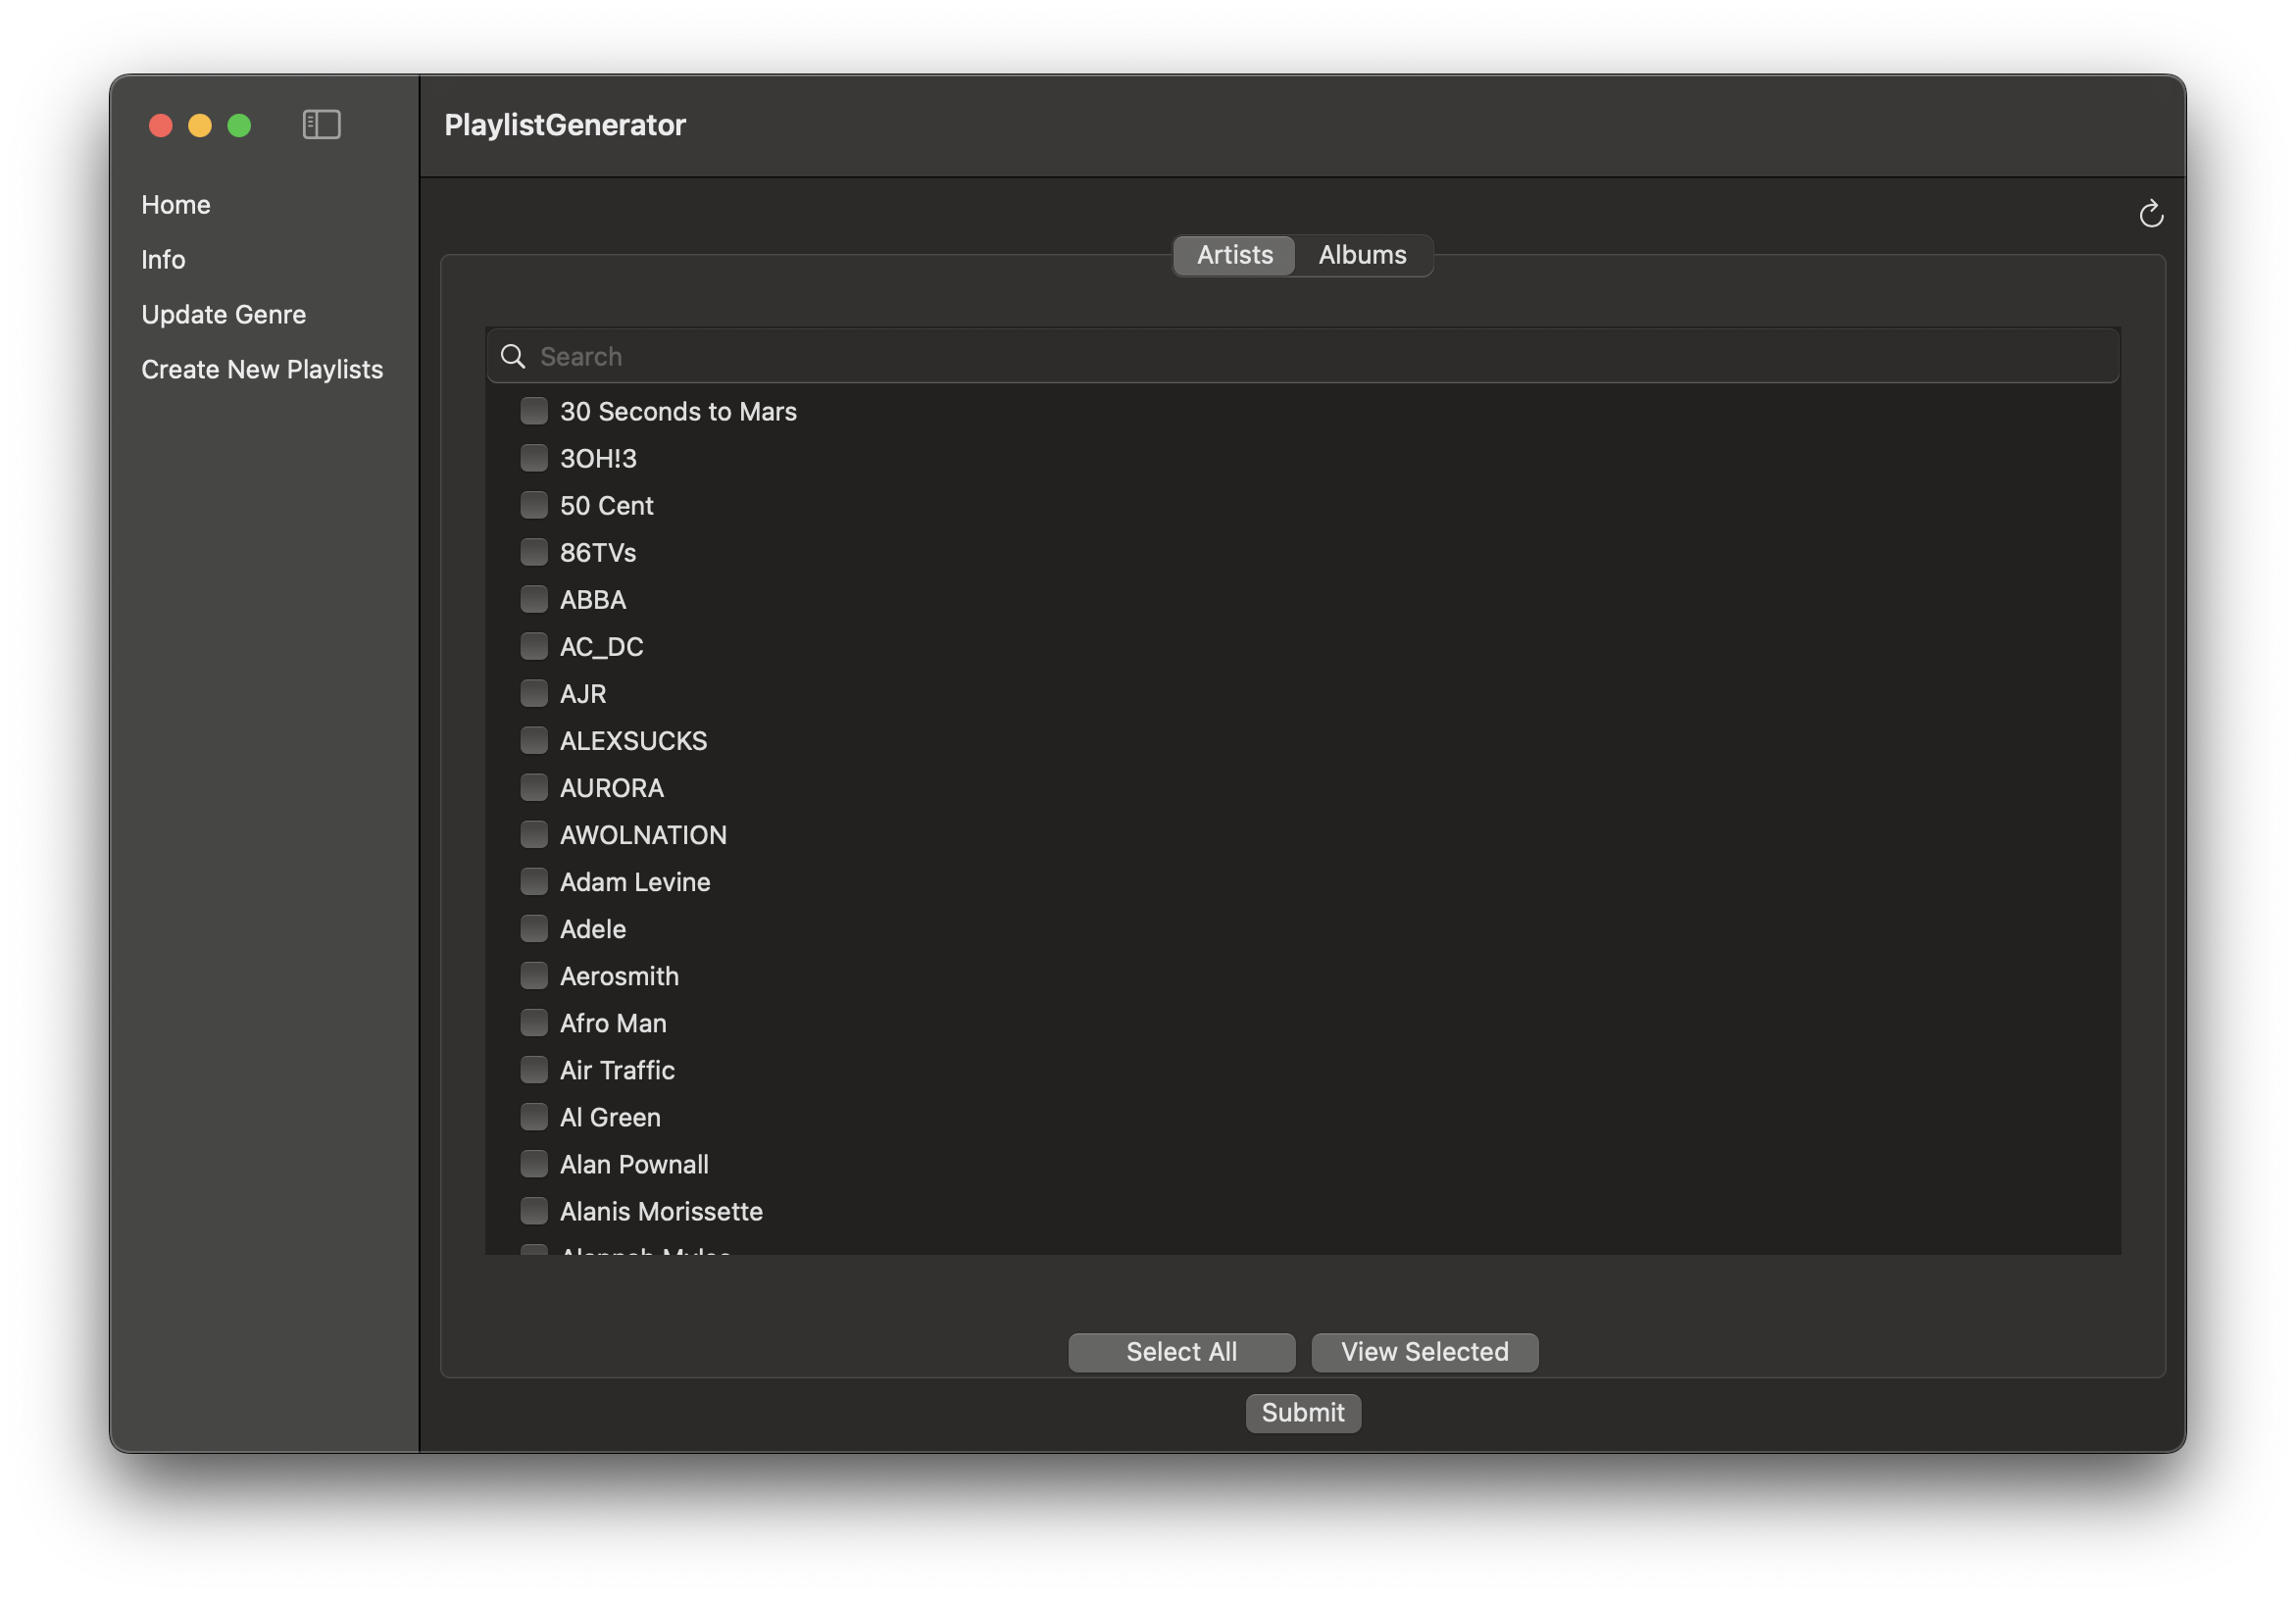 PlaylistGenerator
Home
Info
Update Genre
Create New Playlists
Artists
Albums
Search
30 Seconds to Mars
3OH!3
50 Cent
86TVs
ABBA
AC_DC
AJR
ALEXSUCKS
AURORA
AWOLNATION
Adam Levine
Adele
Aerosmith
Afro Man
Air Traffic
Al Green
Alan Pownall
Alanis Morissette
Select All
View Selected
Submit